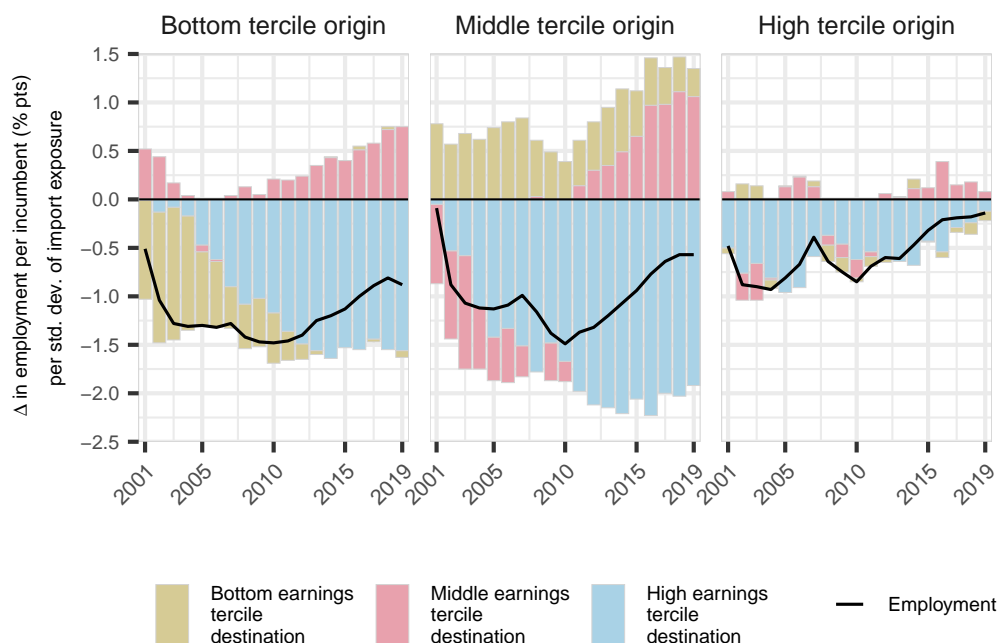 Bottom tercile origin
Middle tercile origin
High tercile origin
Δ in employment per incumbent (% pts)
per std. dev. of import exposure
1.5
1.0
0.5
0.0
−0.5
−1.0
−1.5
−2.0
−2.5
2001
2005
2010
2015
2019
2001
2005
2010
2015
2019
2001
2005
2010
2015
2019
Bottom earnings
tercile
destination
Middle earnings
tercile
destination
High earnings
tercile
destination
Employment